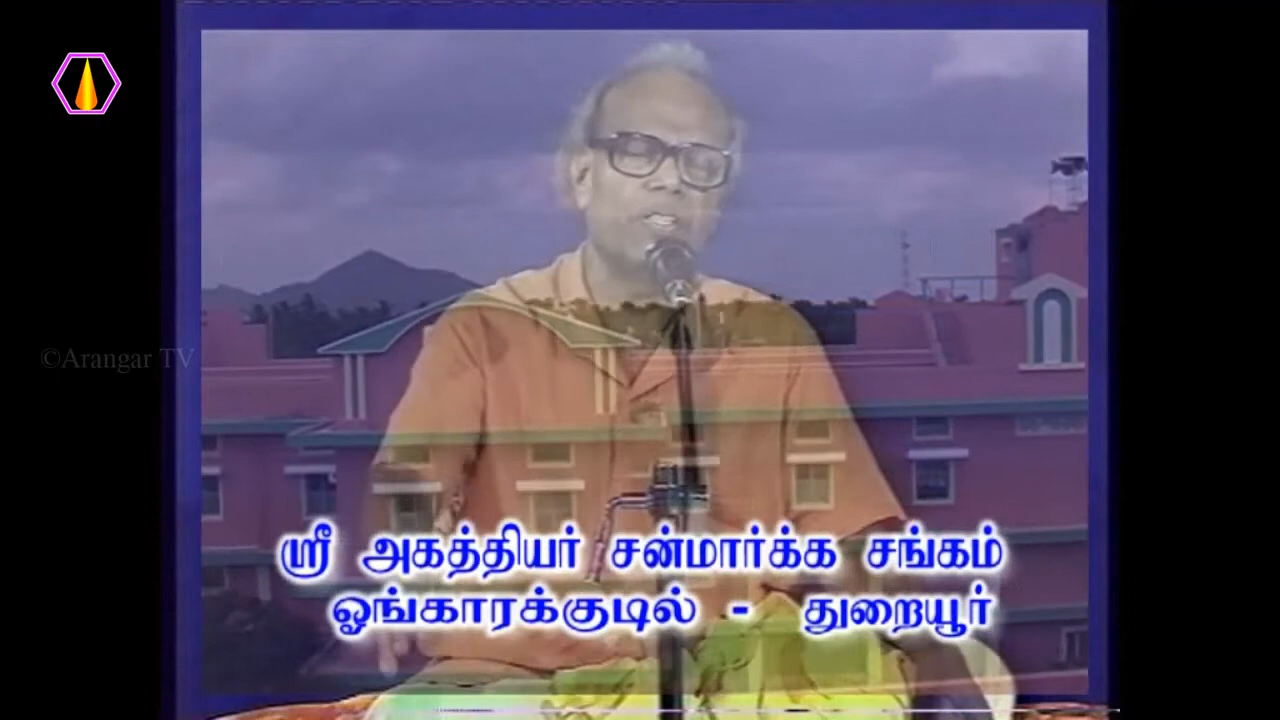 ©Arangar TV
ஸ்ரீ அகத்தியர் சன்மார்க்க சங்கம்
ஓங்காரக்குடில் - துறையூர்